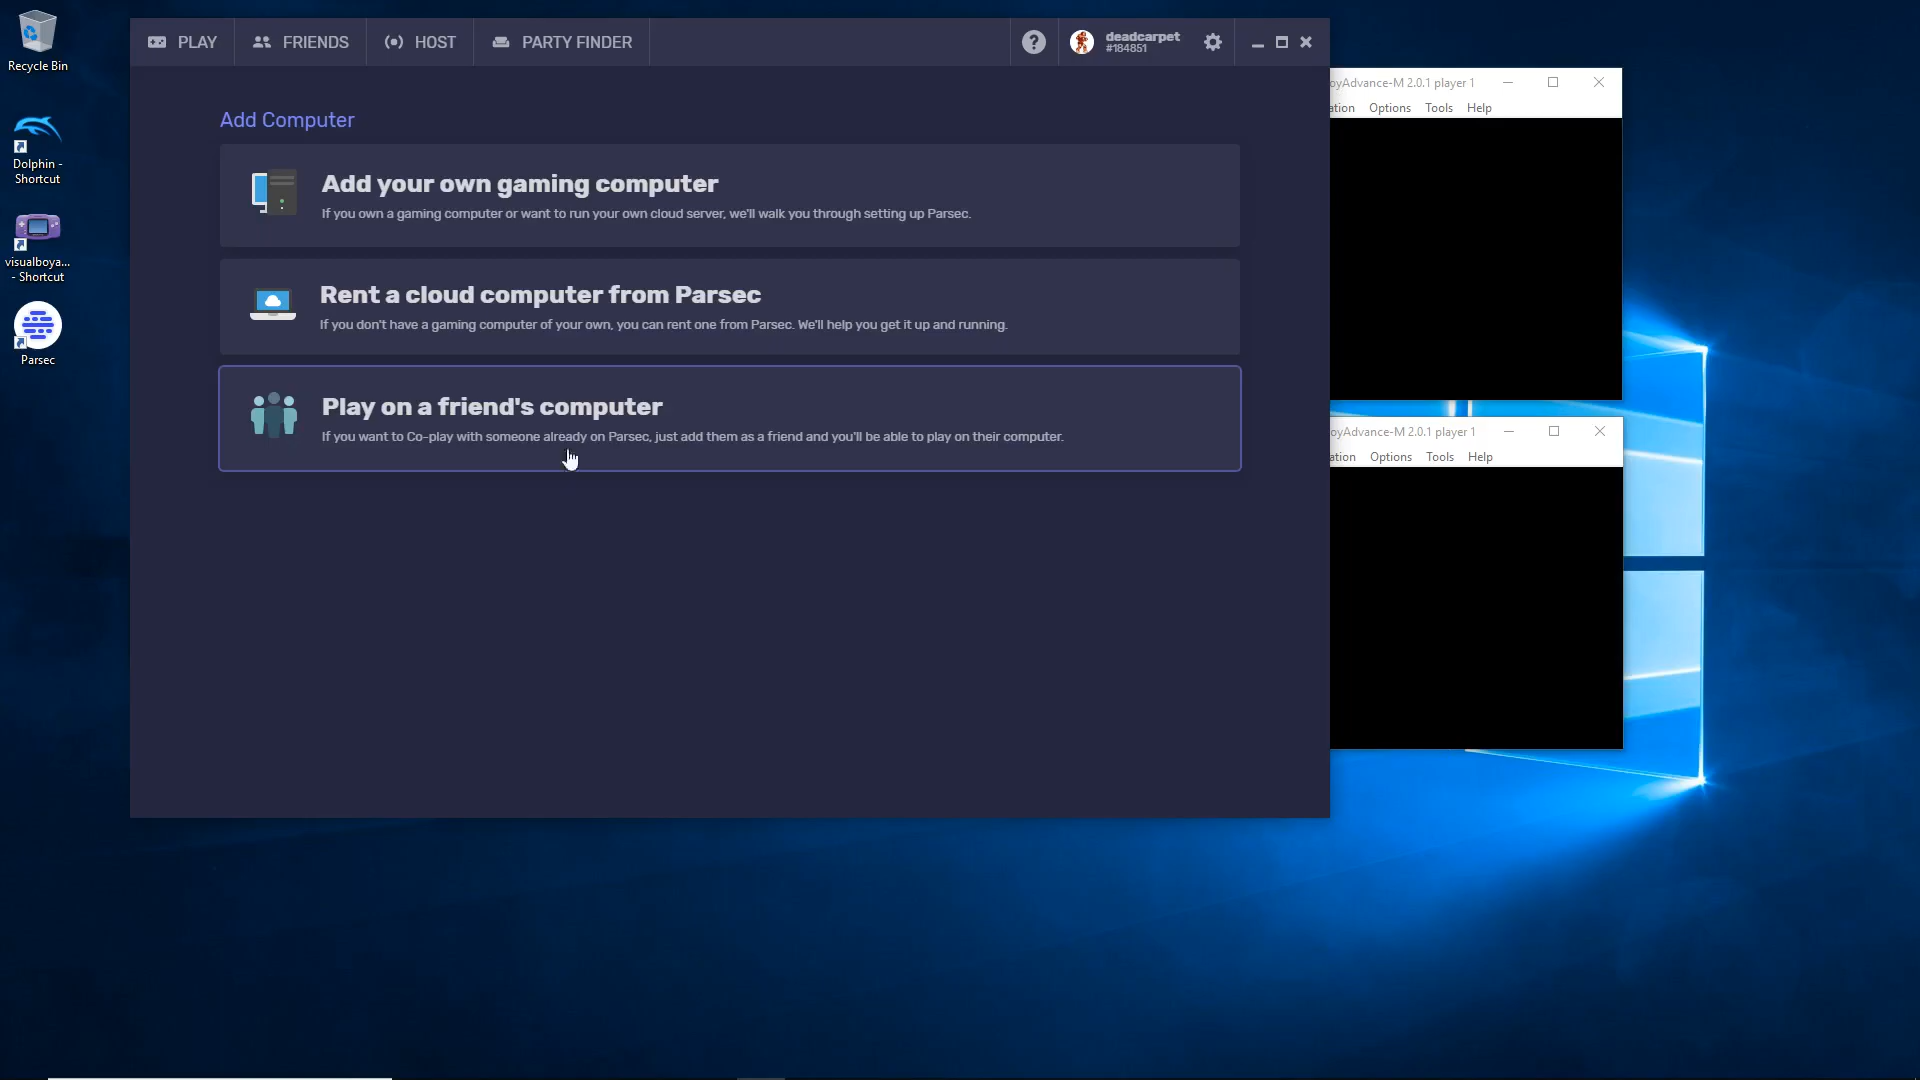 Recycle Bin
Dolphin -
Shortcut
visualboya...
- Shortcut
Parsec
PLAY
FRIENDS
HOST
PARTY FINDER
?
deadcarpet
#184851
Add Computer
Add your own gaming computer
If you own a gaming computer or want to run your own cloud server, we'll walk you through setting up Parsec.
Rent a cloud computer from Parsec
If you don't have a gaming computer of your own, you can rent one from Parsec. We'll help you get it up and running.
Play on a friend's computer
If you want to Co-play with someone already on Parsec, just add them as a friend and you'll be able to play on their computer.
oyAdvance-M 2.0.1 player 1
ation Options Tools Help
oyAdvance-M 2.0.1 player 1
ation Options Tools Help